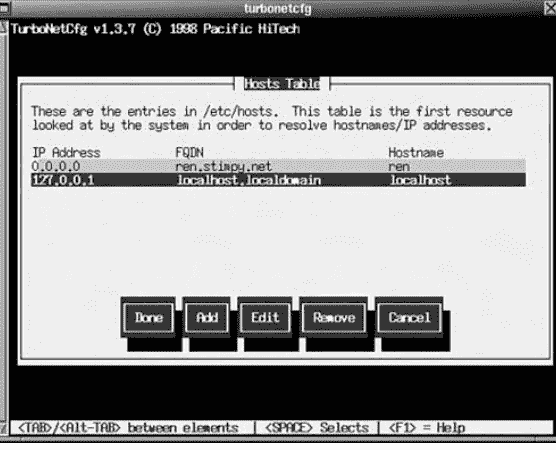 turbonetcfg
TurboNetCfg v1.3.7 (C) 1998 Pacific HiTech
Hosts Table
These are the entries in /etc/hosts.  This table is the first resource
looked at by the system in order to resolve hostnames/IP addresses.
IP Address FQDN Hostname
0.0.0.0 ren.stimpy.net ren
127.0.0.1 localhost.localdomain localhost
Done Add Edit Remove Cancel
<TAB>/<Alt-TAB> between elements | <SPACE> Selects | <F1> = Help